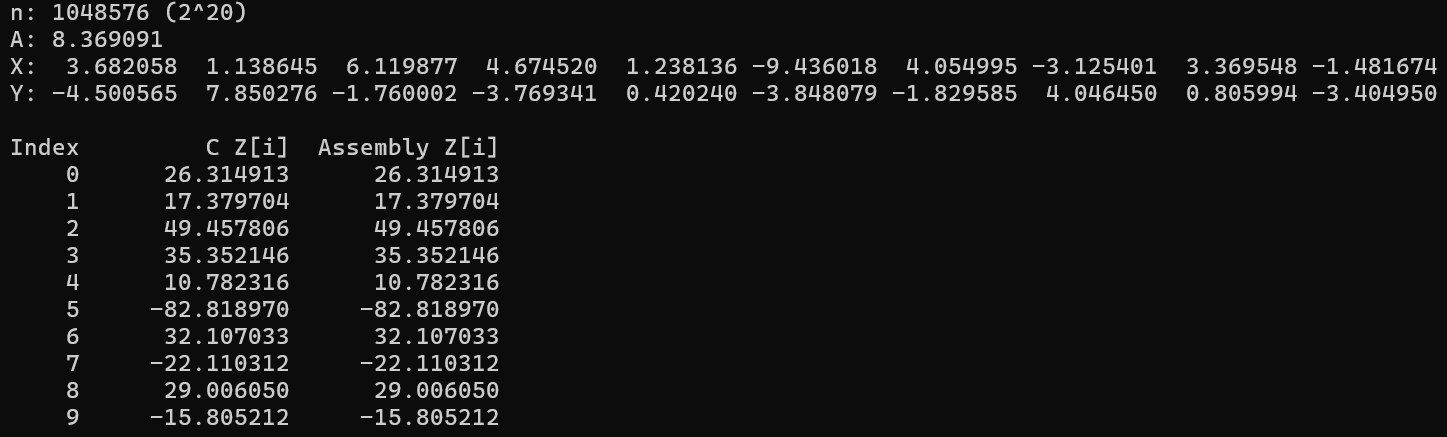 n: 1048576 (2^20)
A: 8.369091
X:  3.682058  1.138645  6.119877  4.674520  1.238136 -9.436018  4.054995 -3.125401  3.369548 -1.481674
Y: -4.500565  7.850276 -1.760002 -3.769341  0.420240 -3.848079 -1.829585  4.046450  0.805994 -3.404950
Index         C Z[i]  Assembly Z[i]
    0      26.314913      26.314913
    1      17.379704      17.379704
    2      49.457806      49.457806
    3      35.352146      35.352146
    4      10.782316      10.782316
    5     -82.818970     -82.818970
    6      32.107033      32.107033
    7     -22.110312     -22.110312
    8      29.006050      29.006050
    9     -15.805212     -15.805212